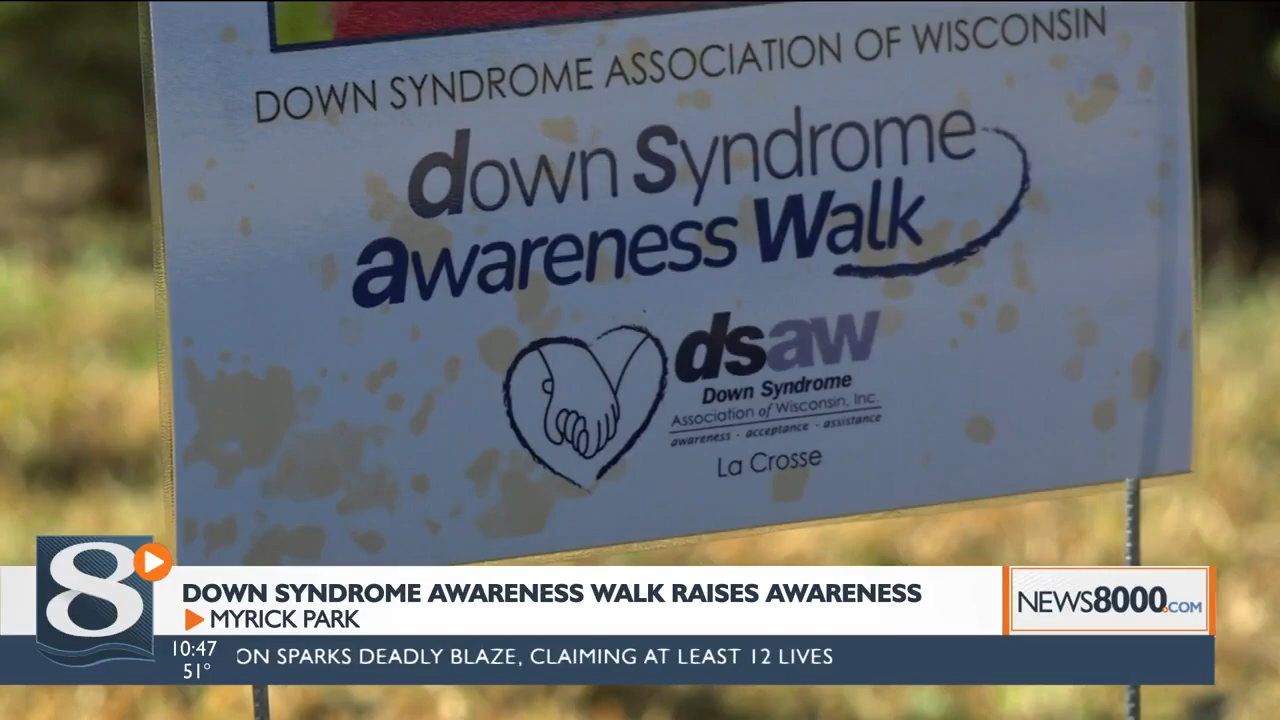 DOWN SYNDROME ASSOCIATION OF WISCONSIN
down Syndrome
awareness Walk
dsaw
Down Syndrome
Association of Wisconsin, Inc.
awareness - acceptance - assistance
La Crosse
8
DOWN SYNDROME AWARENESS WALK RAISES AWARENESS
MYRICK PARK
NEWS8000.COM
10:47
51°
ON SPARKS DEADLY BLAZE, CLAIMING AT LEAST 12 LIVES